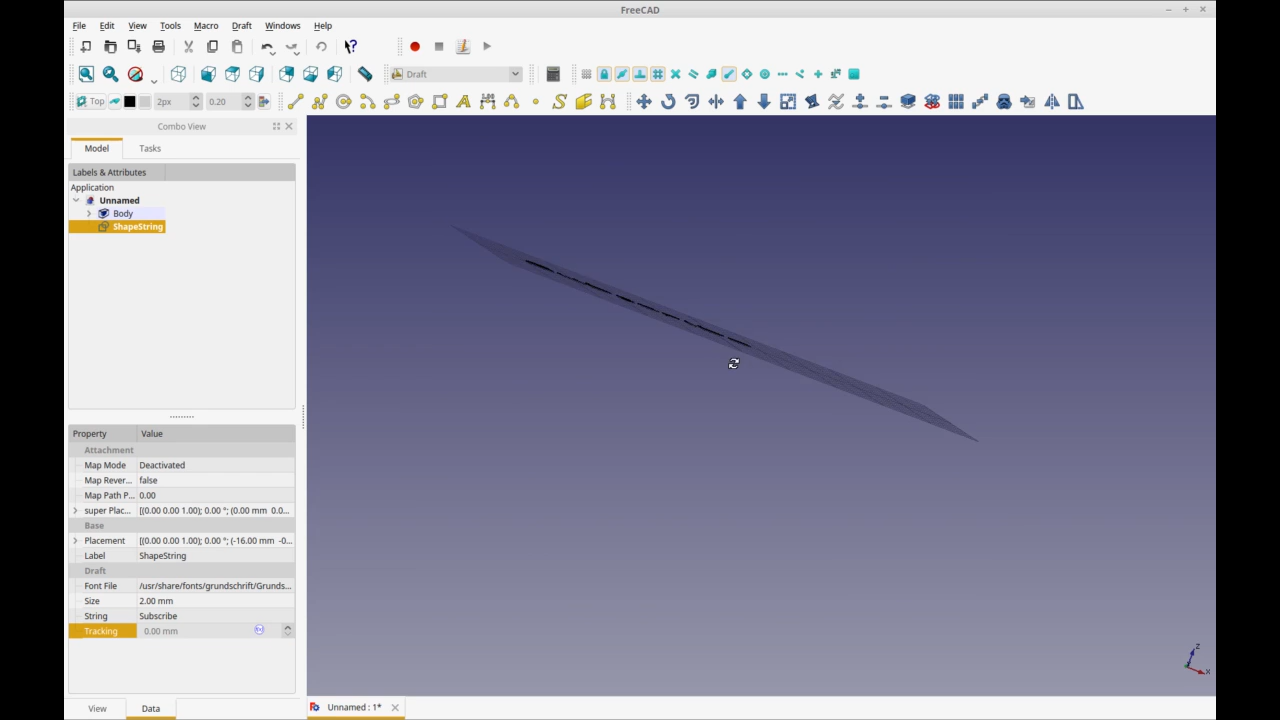 FreeCAD
File Edit View Tools Macro Draft Windows Help
Draft
Top 2px 0.20
Combo View
Model Tasks
Labels & Attributes
Application
Unnamed
Body
ShapeString
Property Value
Attachment
Map Mode Deactivated
Map Rever... false
Map Path P... 0.00
super Plac... [(0.00 0.00 1.00); 0.00 °; (0.00 mm 0.0...
Base
Placement [(0.00 0.00 1.00); 0.00 °; (-16.00 mm -0...
Label ShapeString
Draft
Font File /usr/share/fonts/grundschrift/Grunds...
Size 2.00 mm
String Subscribe
Tracking 0.00 mm
View Data
Unnamed : 1*
Z
X